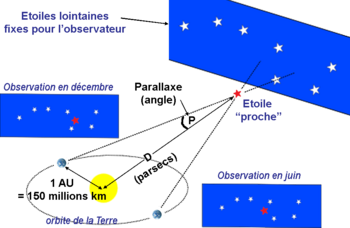 Etoiles lointaines
fixes pour l'observateur
Observation en décembre
Parallaxe
(angle)
P
Etoile
"proche"
D
(parsecs)
1 AU
= 150 millions km
orbite de la Terre
Observation en juin